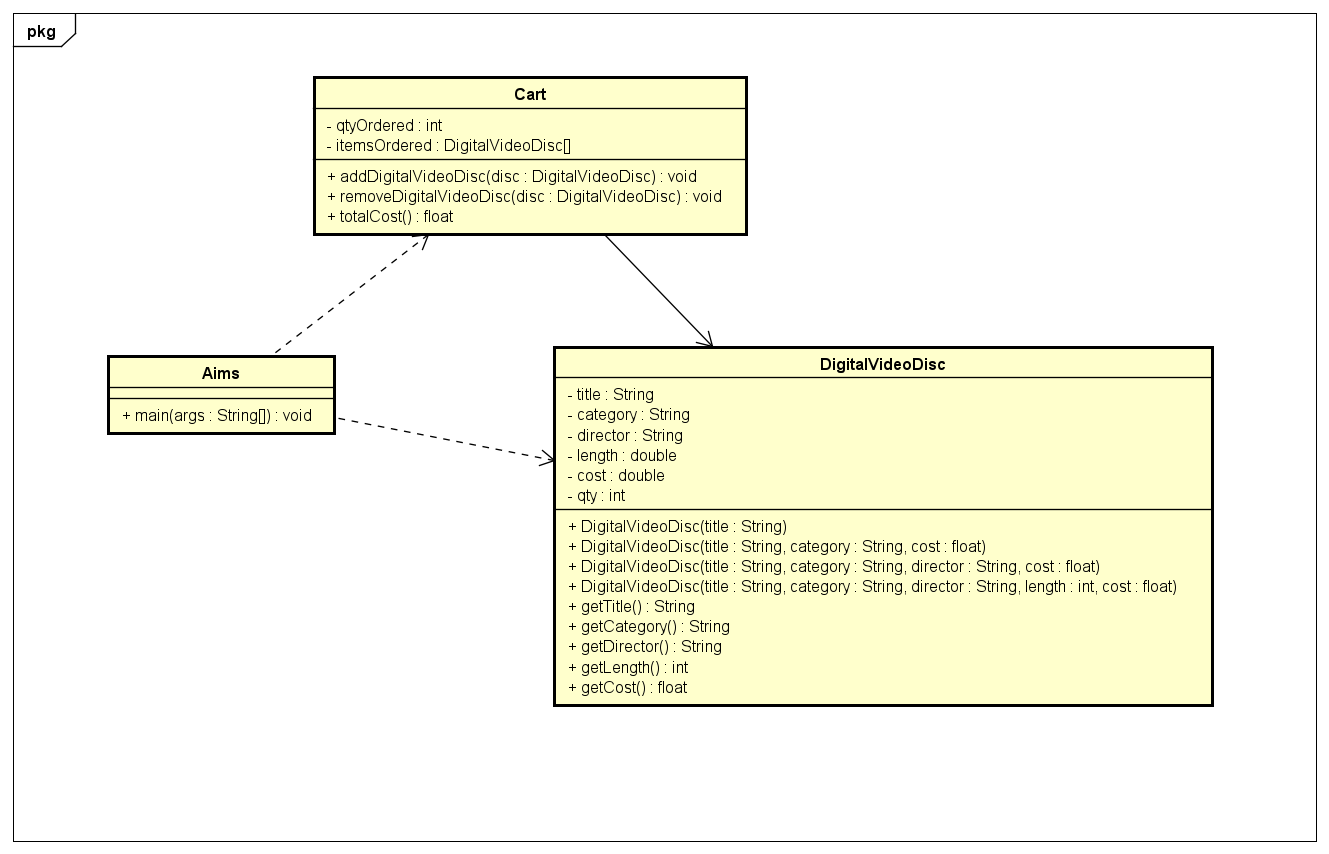 pkg
Cart
- qtyOrdered : int
- itemsOrdered : DigitalVideoDisc[]
+ addDigitalVideoDisc(disc : DigitalVideoDisc) : void
+ removeDigitalVideoDisc(disc : DigitalVideoDisc) : void
+ totalCost() : float
Aims
+ main(args : String[]) : void
DigitalVideoDisc
- title : String
- category : String
- director : String
- length : double
- cost : double
- qty : int
+ DigitalVideoDisc(title : String)
+ DigitalVideoDisc(title : String, category : String, cost : float)
+ DigitalVideoDisc(title : String, category : String, director : String, cost : float)
+ DigitalVideoDisc(title : String, category : String, director : String, length : int, cost : float)
+ getTitle() : String
+ getCategory() : String
+ getDirector() : String
+ getLength() : int
+ getCost() : float